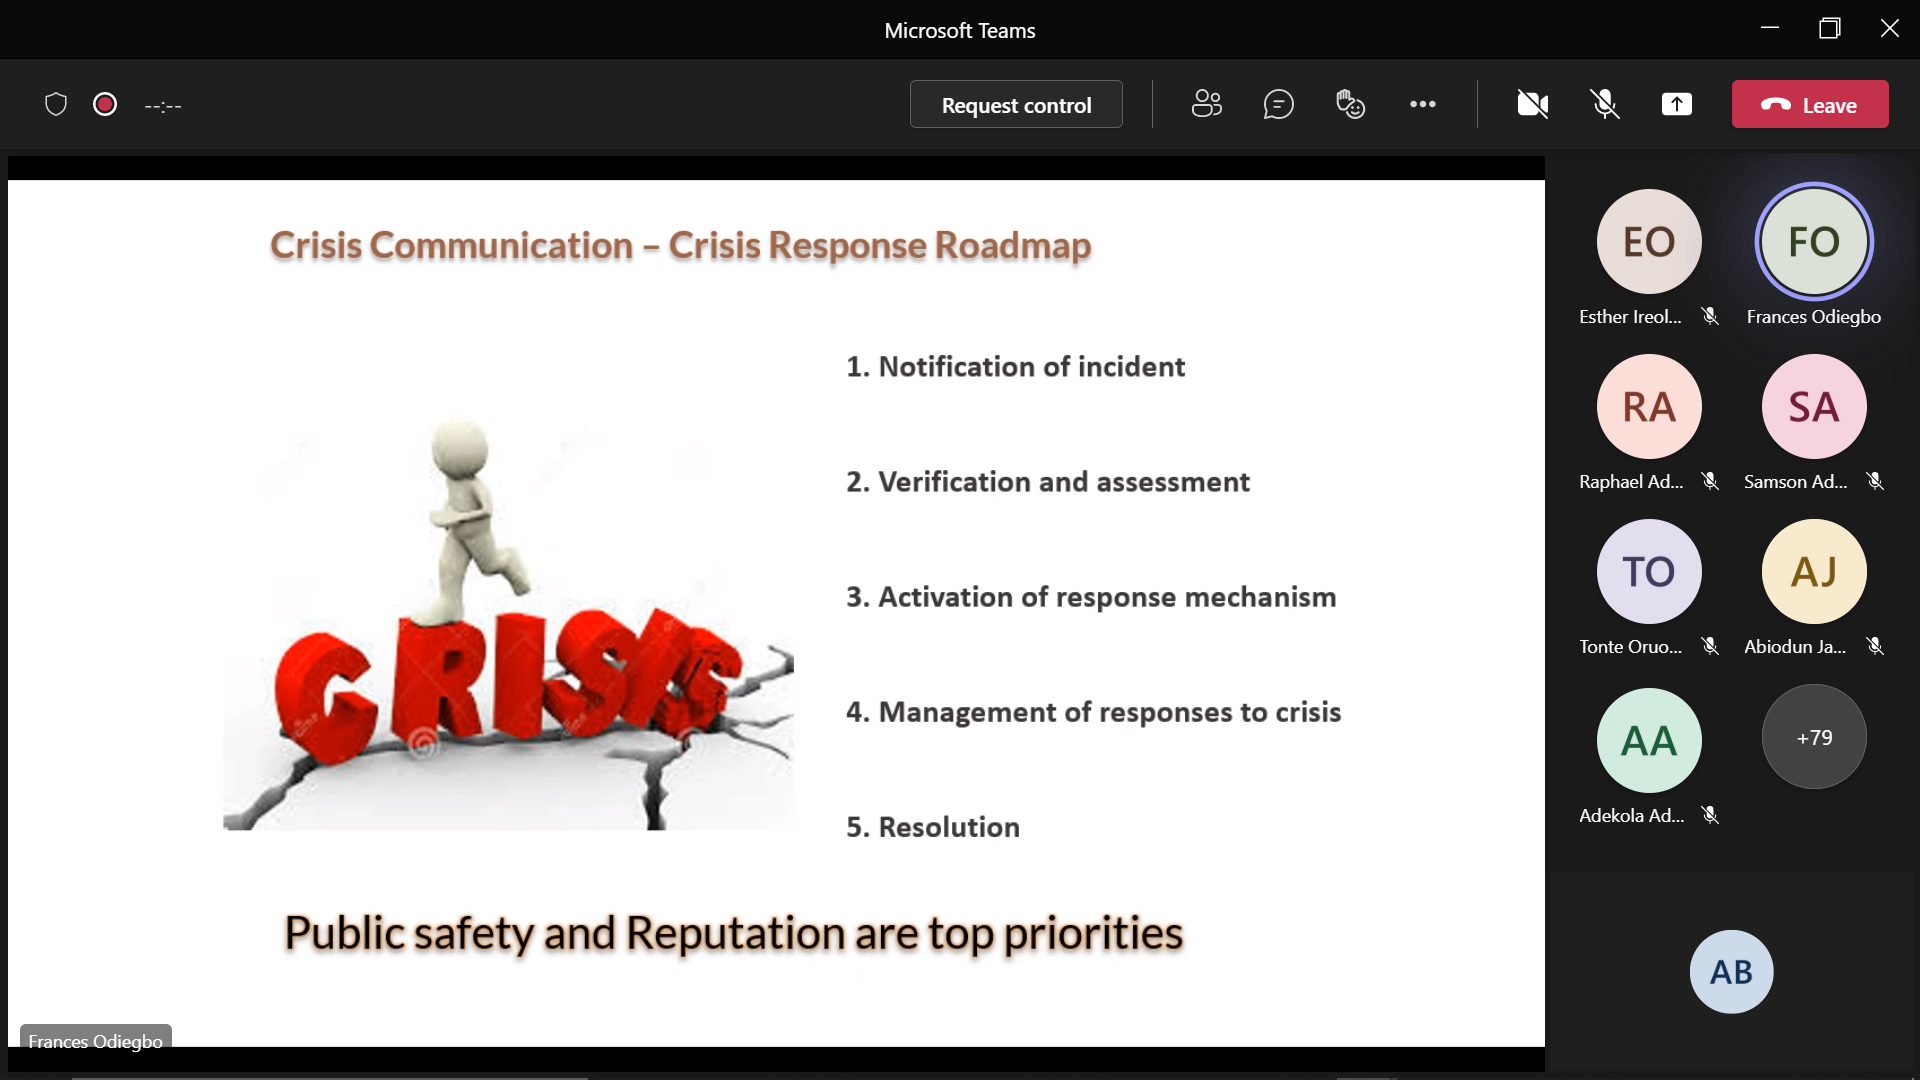 Microsoft Teams
--:--
Request control
Leave
Crisis Communication – Crisis Response Roadmap
1. Notification of incident
2. Verification and assessment
3. Activation of response mechanism
4. Management of responses to crisis
5. Resolution
CRISIS
Public safety and Reputation are top priorities
Frances Odiegbo
EO
Esther Ireol...
FO
Frances Odiegbo
RA
Raphael Ad...
SA
Samson Ad...
TO
Tonte Oruo...
AJ
Abiodun Ja...
AA
Adekola Ad...
+79
AB